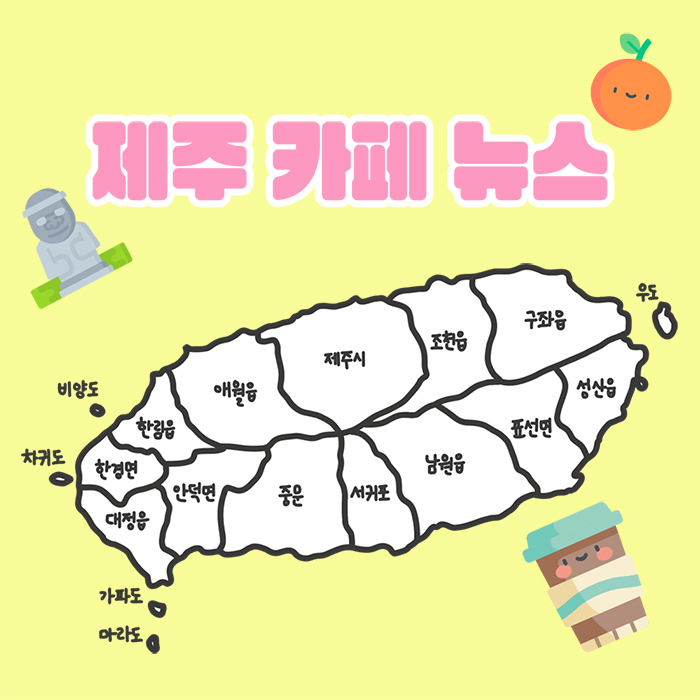 제주 카페 뉴스
우도
구좌읍
조천읍
제주시
애월읍
성산읍
비양도
한림읍
표선면
차귀도
한경면
남원읍
안덕면
중문
서귀포
대정읍
가파도
마라도